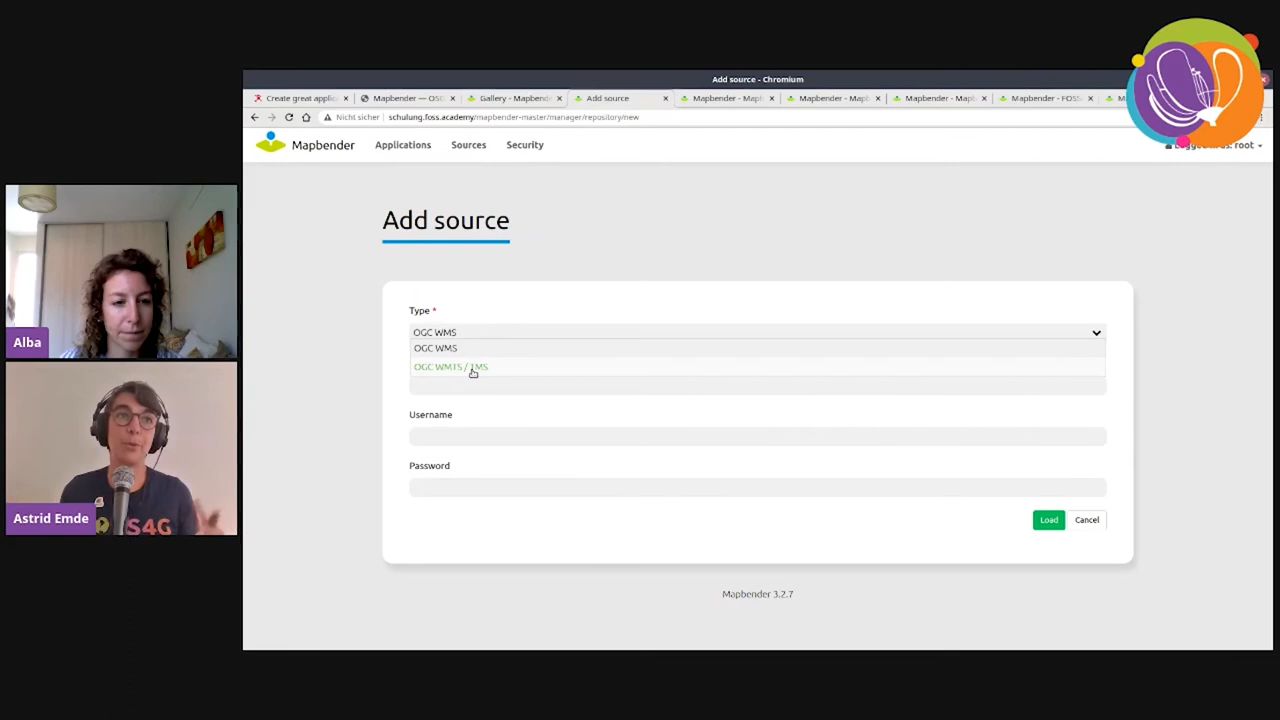 Add source - Chromium
Create great applic
Mapbender — OSG
Gallery - Mapbende
Add source
Mapbender - Map
Mapbender - Map
Mapbender - Map
Mapbender - FOSS
Nicht sicher
schulung.foss.academy/mapbender-master/manager/repository/new
Mapbender
Applications
Sources
Security
root
Add source
Type *
OGC WMS
OGC WMS
OGC WMTS / TMS
Username
Password
Load
Cancel
Mapbender 3.2.7
Alba
Astrid Emde
S4G